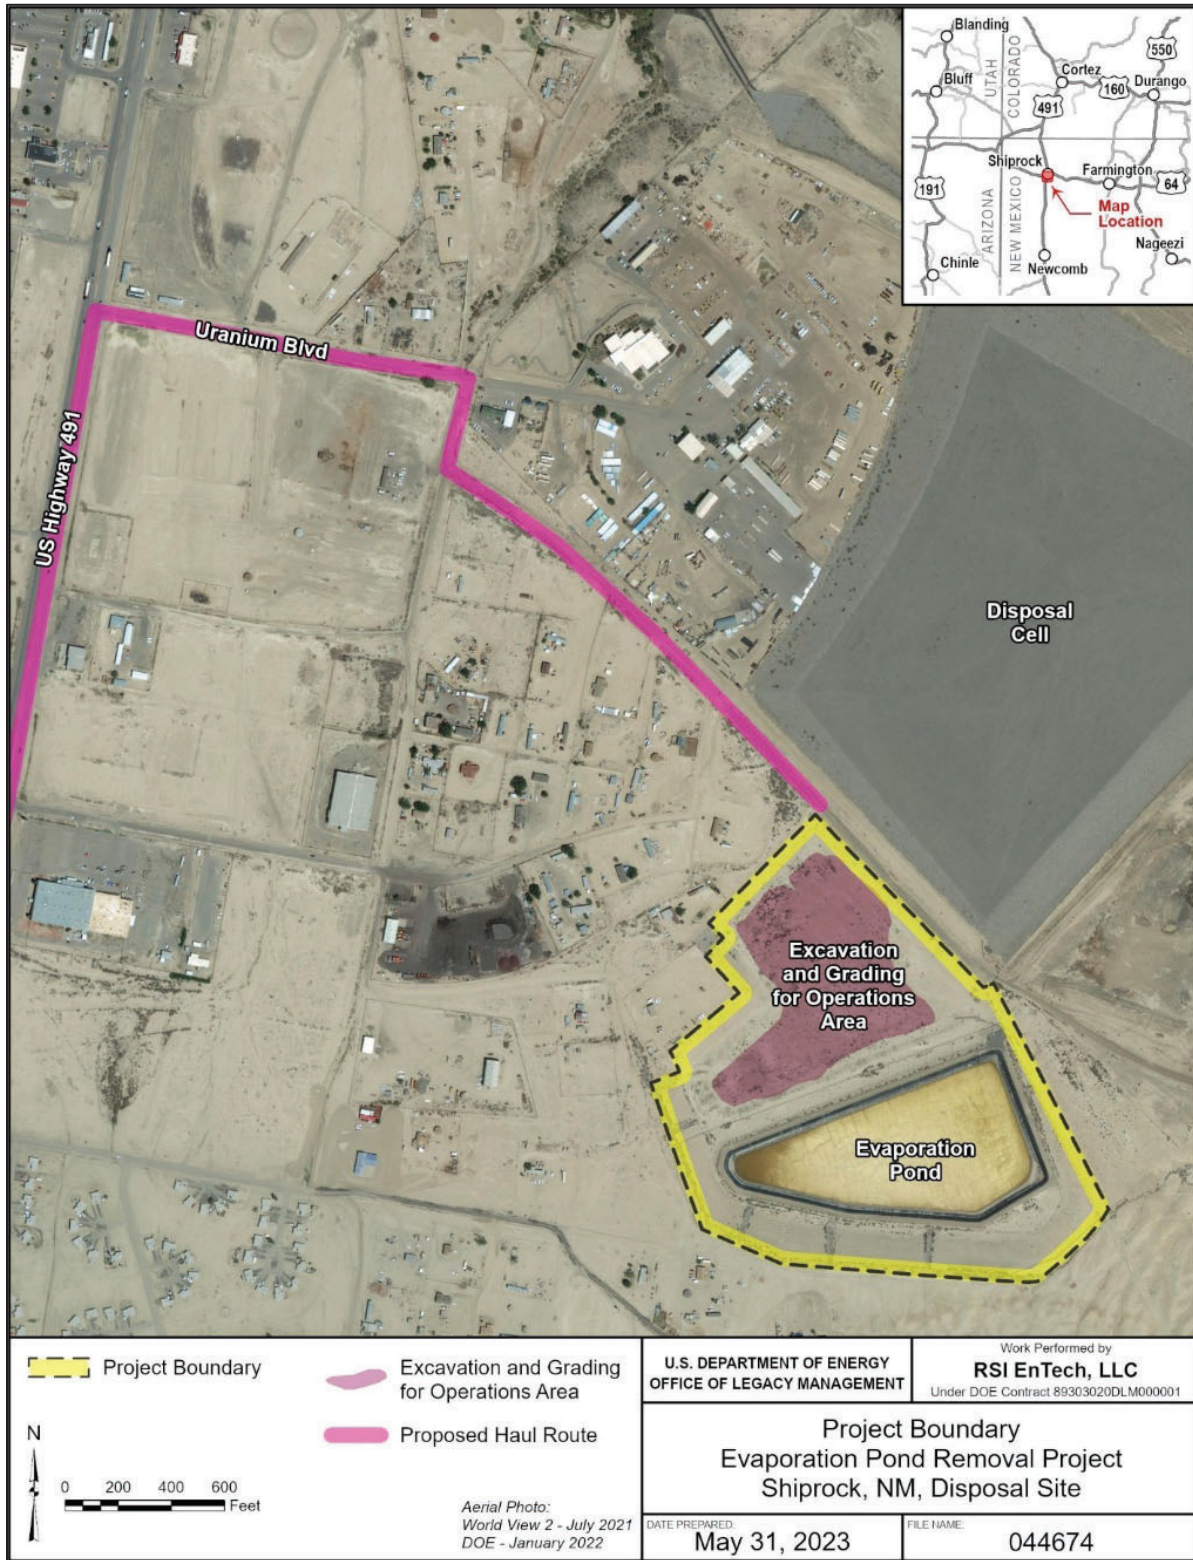 Blanding
Bluff
UTAH
COLORADO
Cortez
550
160
Durango
491
Shiprock
Farmington
191
64
Map
Location
ARIZONA
NEW MEXICO
Nageezi
Chinle
Newcomb
Uranium Blvd
US Highway 491
Disposal
Cell
Excavation
and Grading
for Operations
Area
Evaporation
Pond
Project Boundary
Excavation and Grading
for Operations Area
Proposed Haul Route
N
0 200 400 600
Feet
Aerial Photo:
World View 2 - July 2021
DOE - January 2022
U.S. DEPARTMENT OF ENERGY
OFFICE OF LEGACY MANAGEMENT
Work Performed by
RSI EnTech, LLC
Under DOE Contract 89303020DLM000001
Project Boundary
Evaporation Pond Removal Project
Shiprock, NM, Disposal Site
DATE PREPARED:
May 31, 2023
FILE NAME:
044674